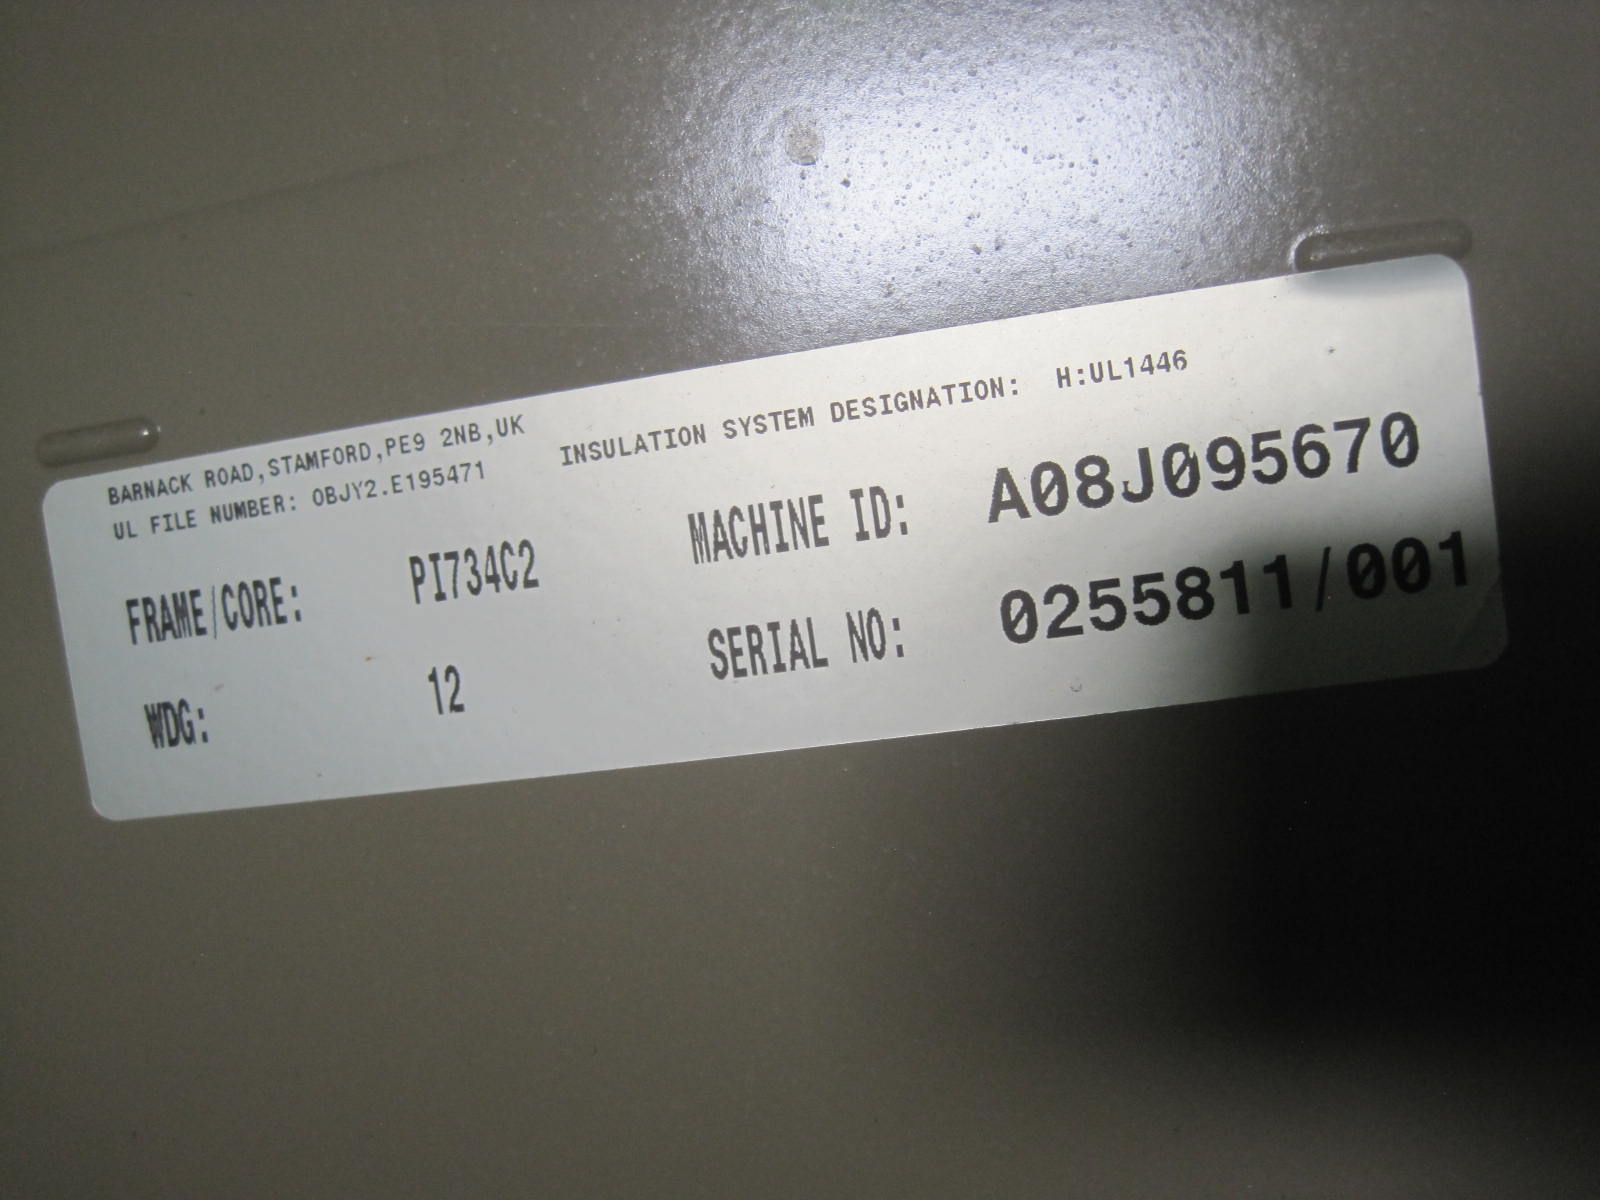 BARNACK ROAD,STAMFORD,PE9 2NB,UK
UL FILE NUMBER: OBJY2.E195471 INSULATION SYSTEM DESIGNATION: H:UL1446
FRAME/CORE: PI734C2 MACHINE ID: A08J095670
WDG: 12 SERIAL NO: 0255811/001